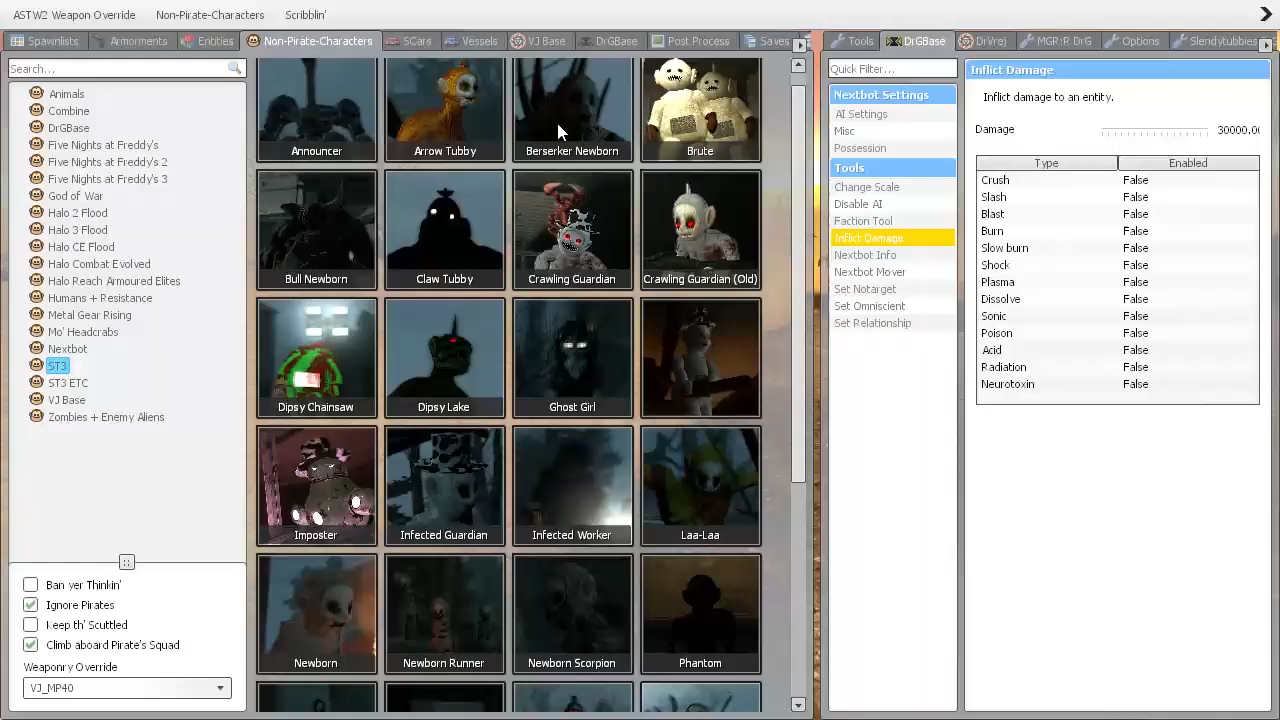 ASTW2 Weapon Override Non-Pirate-Characters Scribblin'
Spawnlists Armorments Entities Non-Pirate-Characters SCars Vessels VJ Base DrGBase Post Process Saves
Tools DrGBase DrVrej MGR:R DrG Options Slendytubbies
Search...
Animals
Combine
DrGBase
Five Nights at Freddy's
Five Nights at Freddy's 2
Five Nights at Freddy's 3
God of War
Halo 2 Flood
Halo 3 Flood
Halo CE Flood
Halo Combat Evolved
Halo Reach Armoured Elites
Humans + Resistance
Metal Gear Rising
Mo' Headcrabs
Nextbot
ST3
ST3 ETC
VJ Base
Zombies + Enemy Aliens
Ban yer Thinkin'
Ignore Pirates
Keep th' Scuttled
Climb aboard Pirate's Squad
Weaponry Override
VJ_MP40
Announcer Arrow Tubby Berserker Newborn Brute
Bull Newborn Claw Tubby Crawling Guardian Crawling Guardian (Old)
Dipsy Chainsaw Dipsy Lake Ghost Girl
Imposter Infected Guardian Infected Worker Laa-Laa
Newborn Newborn Runner Newborn Scorpion Phantom
Quick Filter...
Nextbot Settings
AI Settings
Misc
Possession
Tools
Change Scale
Disable AI
Faction Tool
Inflict Damage
Nextbot Info
Nextbot Mover
Set Notarget
Set Omniscient
Set Relationship
Inflict Damage
Inflict damage to an entity.
Damage 30000.0
Type Enabled
Crush False
Slash False
Blast False
Burn False
Slow burn False
Shock False
Plasma False
Dissolve False
Sonic False
Poison False
Acid False
Radiation False
Neurotoxin False